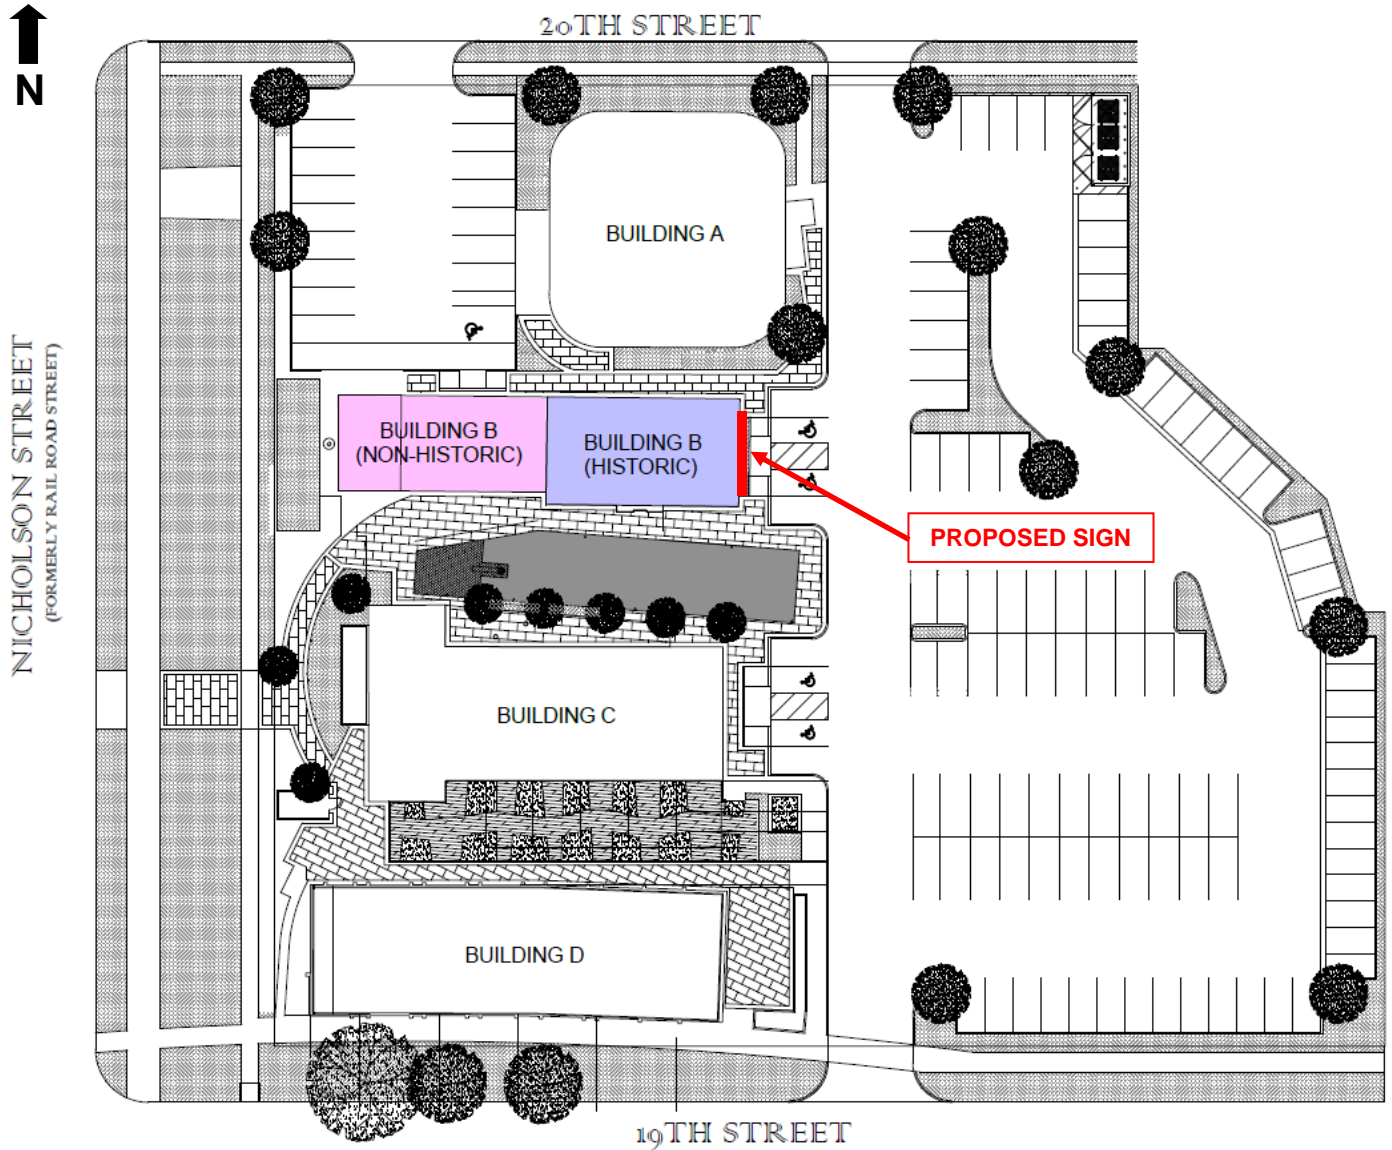 20TH STREET
N
BUILDING A
NICHOLSON STREET
(FORMERLY RAIL ROAD STREET)
BUILDING B
(NON-HISTORIC)
BUILDING B
(HISTORIC)
PROPOSED SIGN
BUILDING C
BUILDING D
19TH STREET